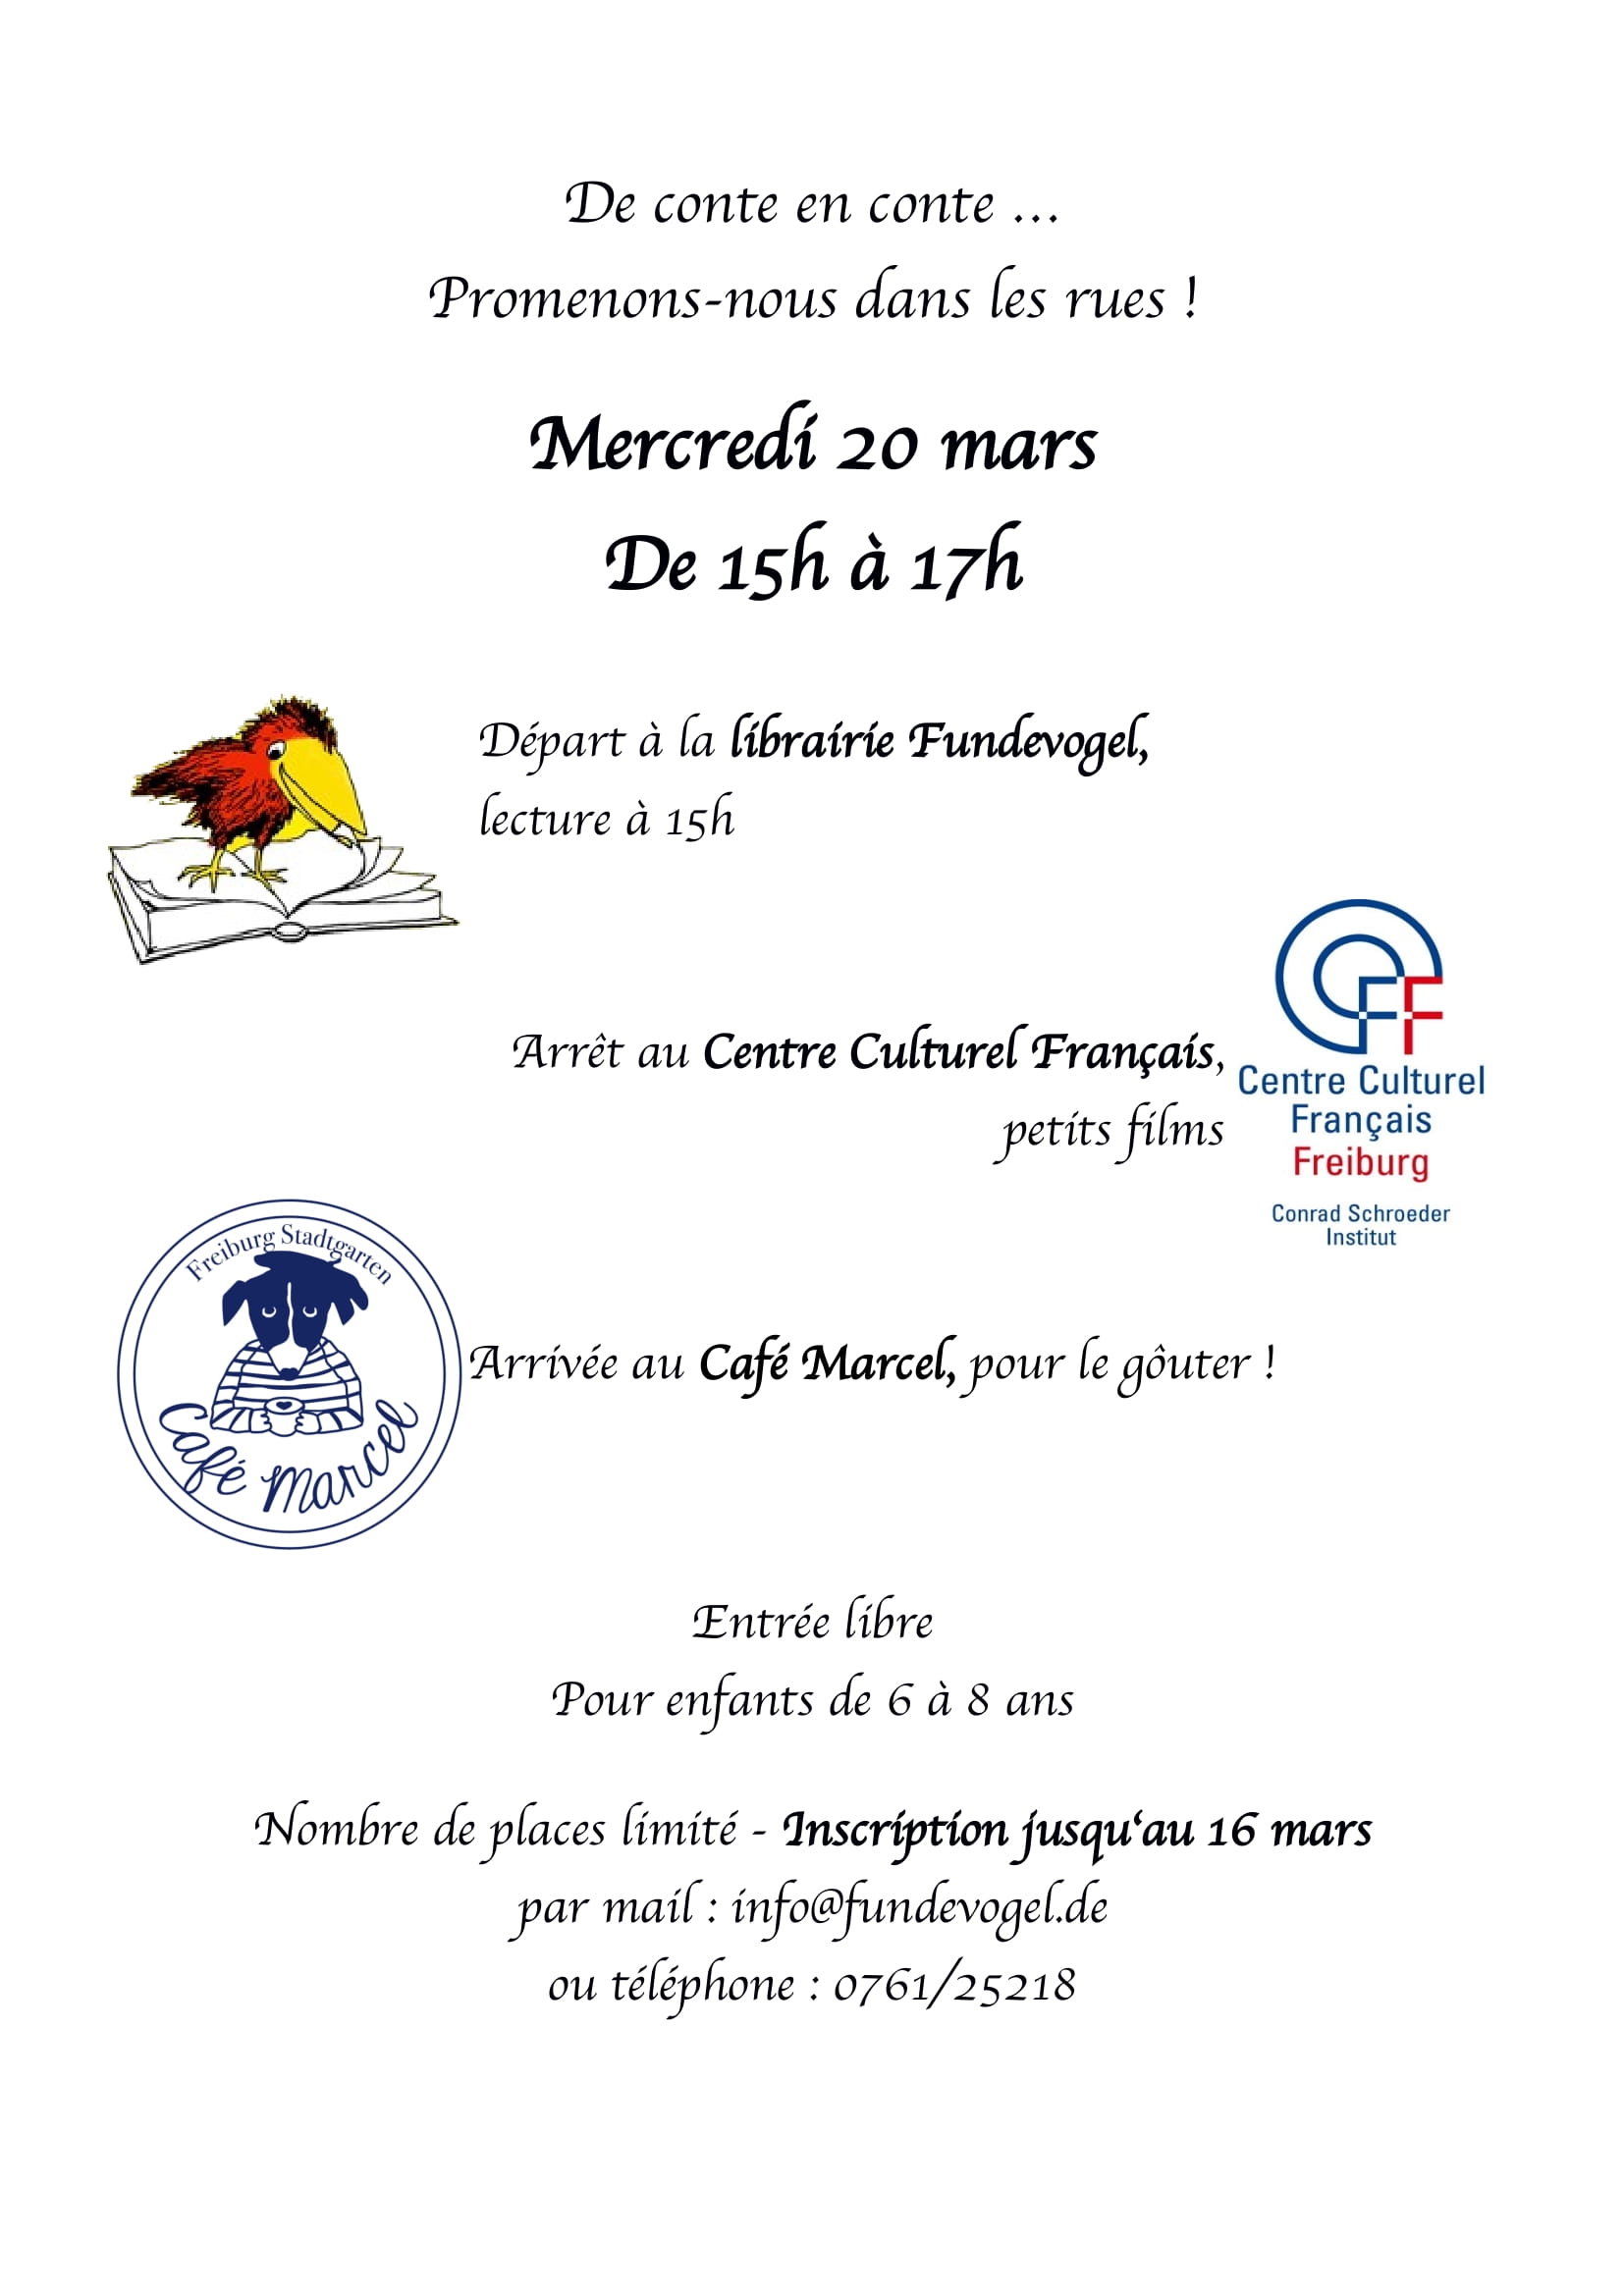 De conte en conte …
Promenons-nous dans les rues !
Mercredi 20 mars
De 15h à 17h
Départ à la librairie Fundevogel,
lecture à 15h
Arrêt au Centre Culturel Français,
petits films
Centre Culturel
Français
Freiburg
Conrad Schroeder
Institut
Freiburg Stadtgarten
Café Marcel
Arrivée au Café Marcel, pour le gôuter !
Entrée libre
Pour enfants de 6 à 8 ans
Nombre de places limité - Inscription jusqu‘au 16 mars
par mail : info@fundevogel.de
ou téléphone : 0761/25218